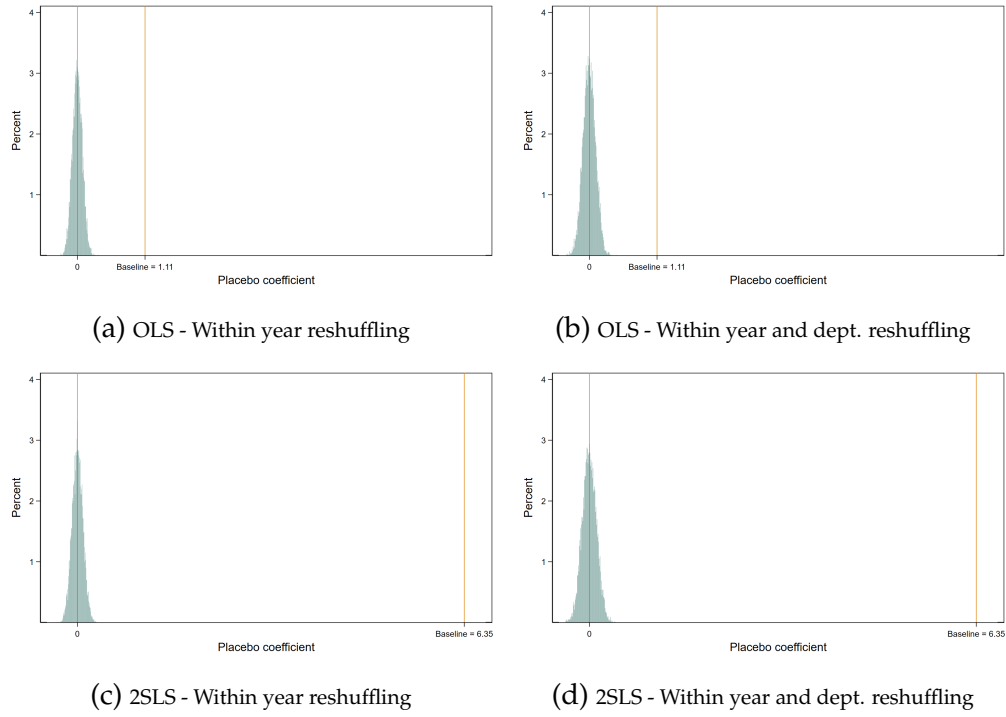 4
3
2
1
Percent
0
Baseline = 1.11
Placebo coefficient
(a) OLS - Within year reshuffling
4
3
2
1
Percent
0
Baseline = 1.11
Placebo coefficient
(b) OLS - Within year and dept. reshuffling
4
3
2
1
Percent
0
Baseline = 6.35
Placebo coefficient
(c) 2SLS - Within year reshuffling
4
3
2
1
Percent
0
Baseline = 6.35
Placebo coefficient
(d) 2SLS - Within year and dept. reshuffling